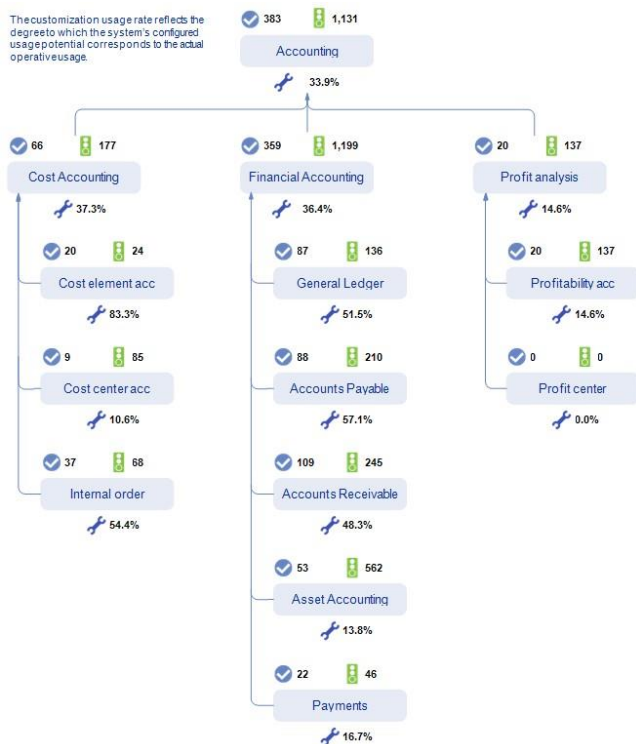 The customization usage rate reflects the
degree to which the system's configured
usage potential corresponds to the actual
operative usage.
383 1,131
Accounting
33.9%
66 177
Cost Accounting
37.3%
359 1,199
Financial Accounting
36.4%
20 137
Profit analysis
14.6%
20 24
Cost element acc
83.3%
87 136
General Ledger
51.5%
20 137
Profitability acc
14.6%
9 85
Cost center acc
10.6%
88 210
Accounts Payable
57.1%
0 0
Profit center
0.0%
37 68
Internal order
54.4%
109 245
Accounts Receivable
48.3%
53 562
Asset Accounting
13.8%
22 46
Payments
16.7%